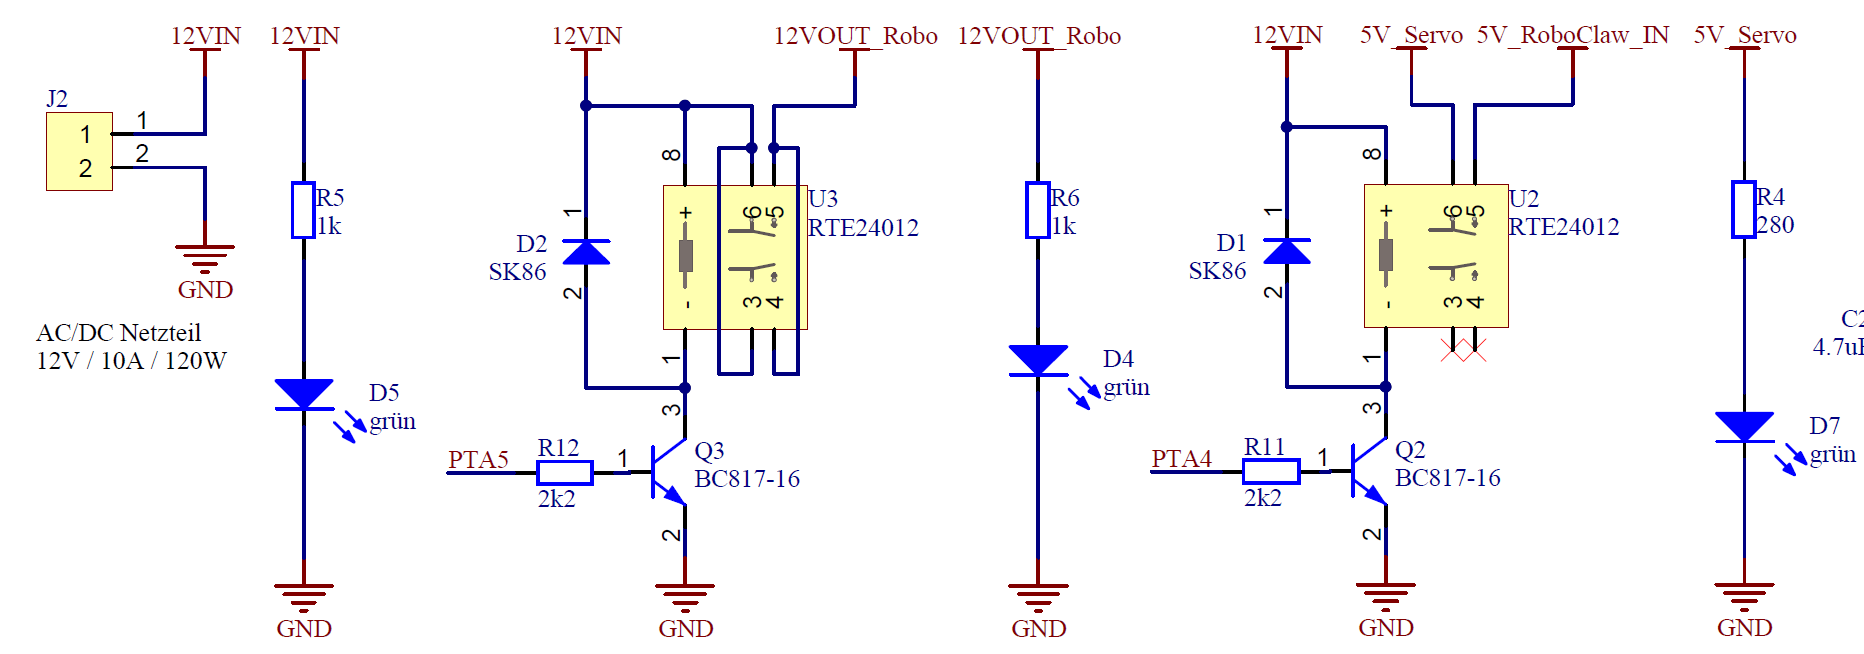 12VIN
12VIN
12VIN
12VOUT_Robo
12VOUT_Robo
12VIN
5V_Servo
5V_RoboClaw_IN
5V_Servo
J2
1
1
2
2
GND
AC/DC Netzteil
12V / 10A / 120W
R5
1k
D5
grün
GND
D2
SK86
1
2
8
+
-
6
5
3
4
1
U3
RTE24012
PTA5
R12
2k2
1
3
2
Q3
BC817-16
GND
R6
1k
D4
grün
GND
D1
SK86
1
2
8
+
-
6
5
3
4
1
U2
RTE24012
PTA4
R11
2k2
1
3
2
Q2
BC817-16
GND
R4
280
D7
grün
GND